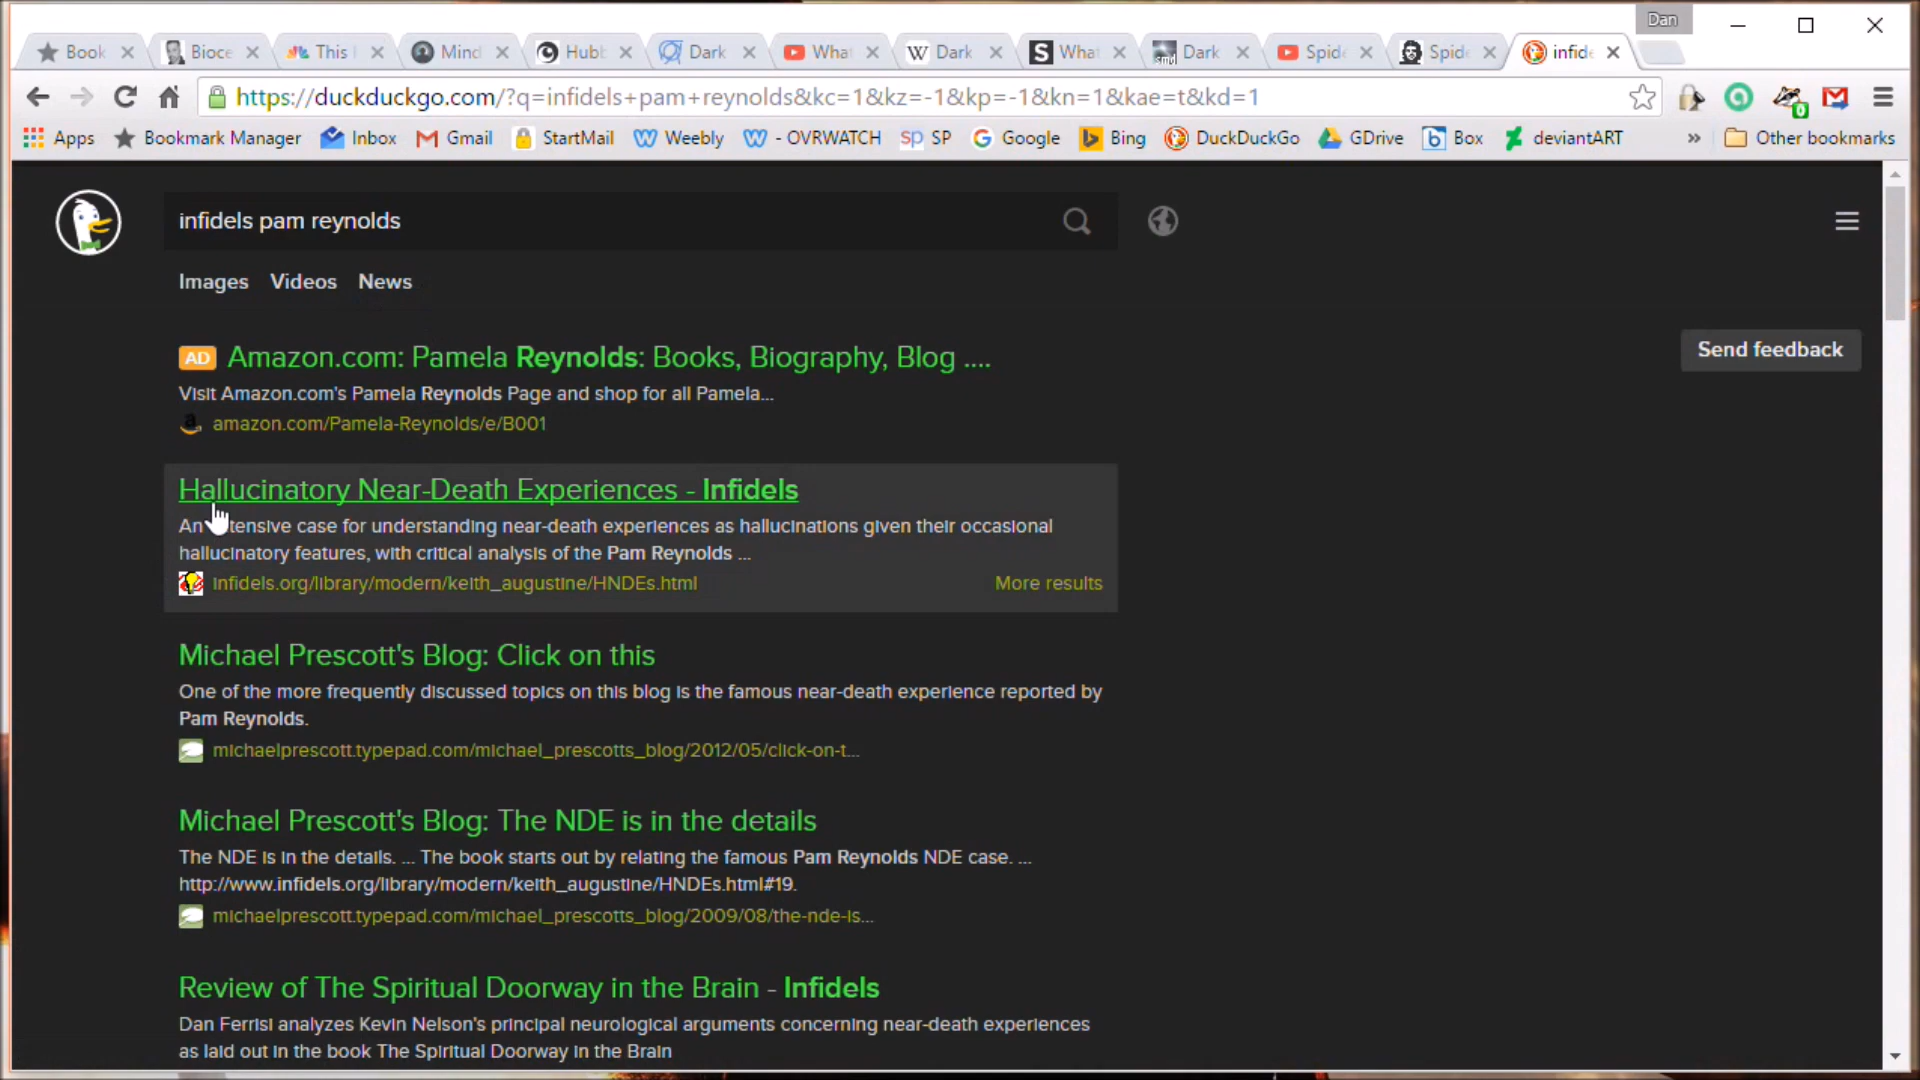 Dan
Book Bioce This I Mind Hubb Dark What Dark What Dark Spide Spide infide
https://duckduckgo.com/?q=infidels+pam+reynolds&kc=1&kz=-1&kp=-1&kn=1&kae=t&kd=1
Apps Bookmark Manager Inbox Gmail StartMail Weebly - OVRWATCH SP Google Bing DuckDuckGo GDrive Box deviantART » Other bookmarks
infidels pam reynolds
Images Videos News
Send feedback
AD Amazon.com: Pamela Reynolds: Books, Biography, Blog ....
Visit Amazon.com's Pamela Reynolds Page and shop for all Pamela...
amazon.com/Pamela-Reynolds/e/B001
Hallucinatory Near-Death Experiences - Infidels
An tensive case for understanding near-death experiences as hallucinations given their occasional
hallucinatory features, with critical analysis of the Pam Reynolds ...
infidels.org/library/modern/keith_augustine/HNDEs.html More results
Michael Prescott's Blog: Click on this
One of the more frequently discussed topics on this blog is the famous near-death experience reported by
Pam Reynolds.
michaelprescott.typepad.com/michael_prescotts_blog/2012/05/click-on-t...
Michael Prescott's Blog: The NDE is in the details
The NDE is in the details. ... The book starts out by relating the famous Pam Reynolds NDE case. ...
http://www.infidels.org/library/modern/keith_augustine/HNDEs.html#19.
michaelprescott.typepad.com/michael_prescotts_blog/2009/08/the-nde-is...
Review of The Spiritual Doorway in the Brain - Infidels
Dan Ferrisi analyzes Kevin Nelson's principal neurological arguments concerning near-death experiences
as laid out in the book The Spiritual Doorway in the Brain